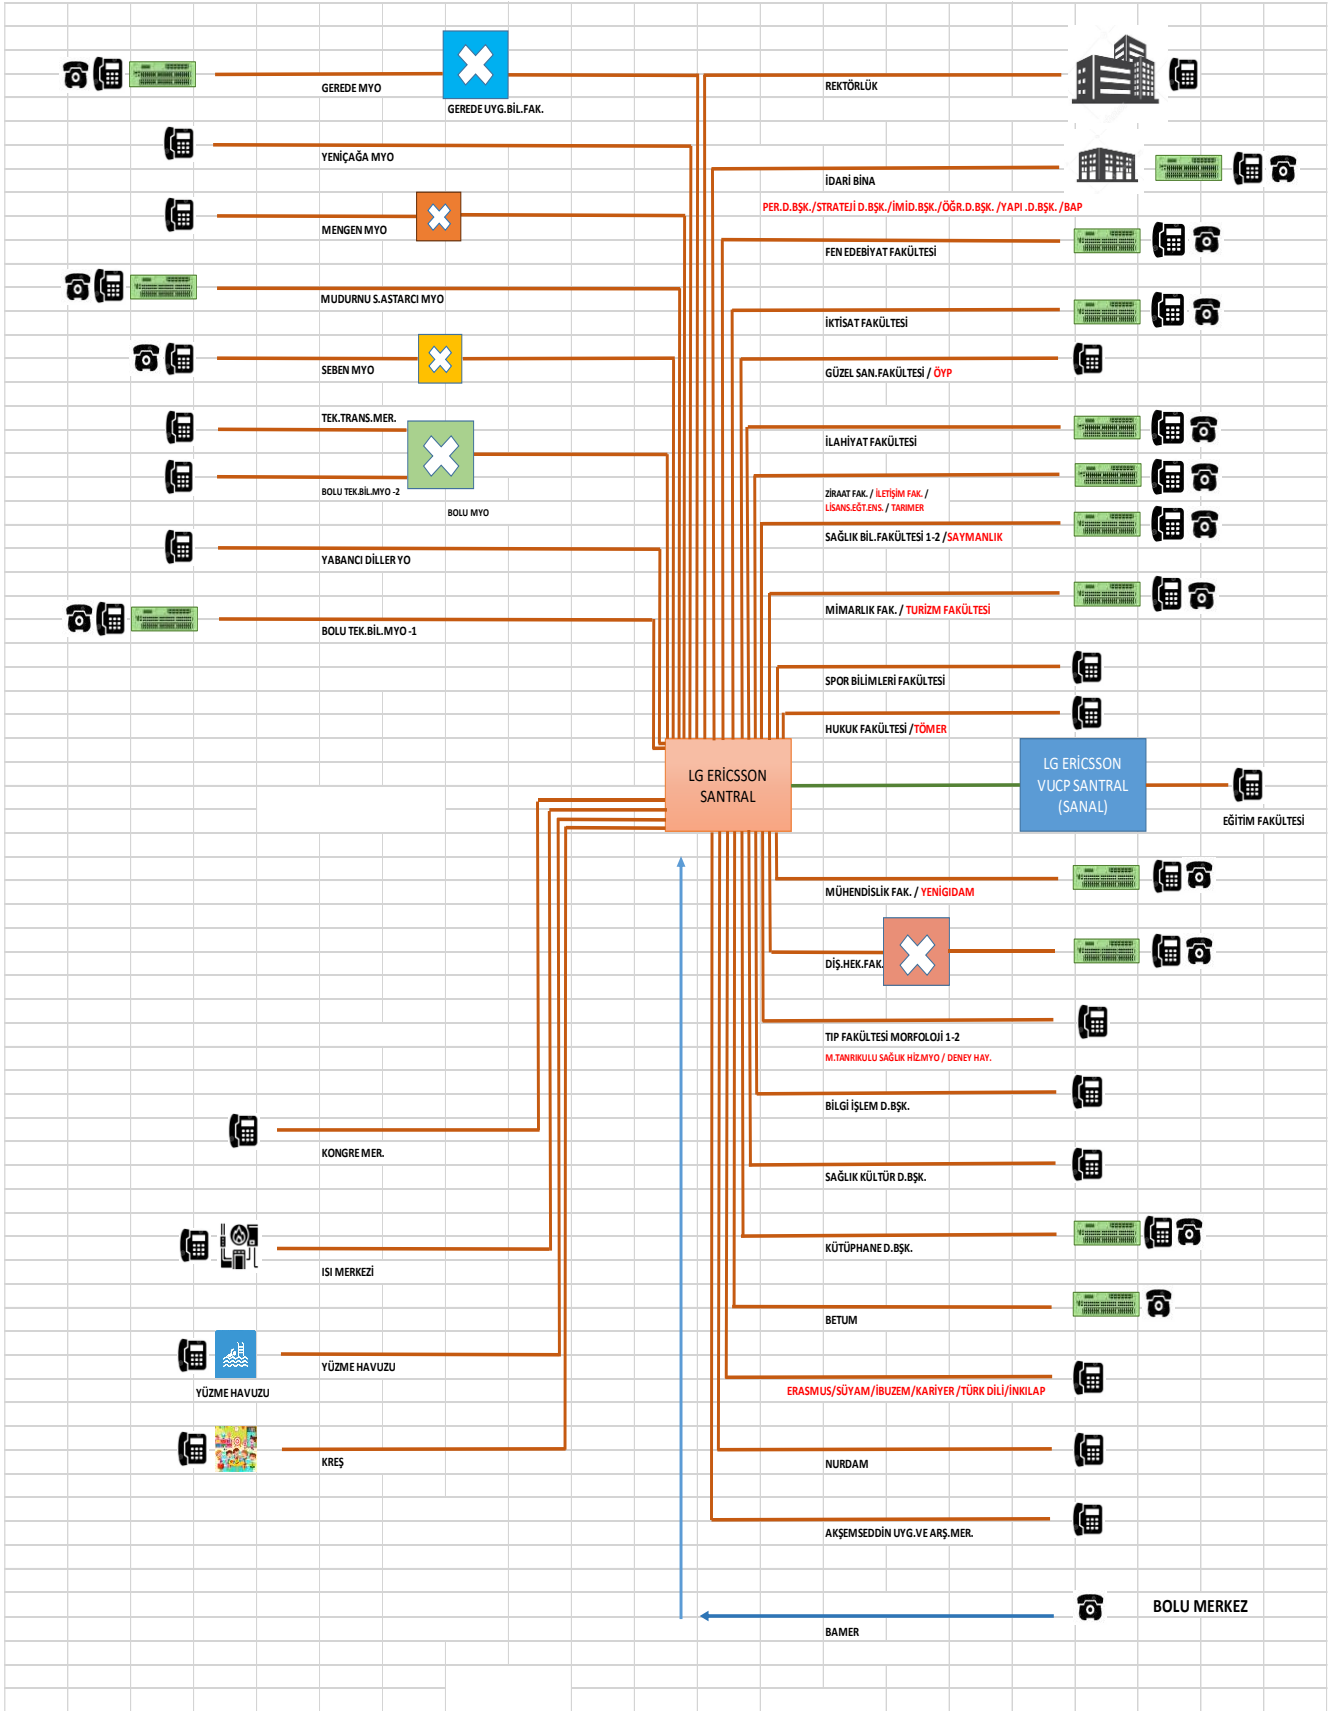 GEREDE MYO
GEREDE UYG.BİL.FAK.
YENİÇAĞA MYO
MENGEN MYO
MUDURNU S.ASTARCI MYO
SEBEN MYO
TEK.TRANS.MER.
BOLU TEK.BİL.MYO -2
BOLU MYO
YABANCI DİLLER YO
BOLU TEK.BİL.MYO -1
REKTÖRLÜK
İDARİ BİNA
PER.D.BŞK./STRATEJİ D.BŞK./İMİD.BŞK./ÖĞR.D.BŞK. /YAPI .D.BŞK. /BAP
FEN EDEBİYAT FAKÜLTESİ
İKTİSAT FAKÜLTESİ
GÜZEL SAN.FAKÜLTESİ / ÖYP
İLAHİYAT FAKÜLTESİ
ZİRAAT FAK. / İLETİŞİM FAK. /
LİSANS.EĞT.ENS. / TARIMER
SAĞLIK BİL.FAKÜLTESİ 1-2 /SAYMANLIK
MİMARLIK FAK. / TURİZM FAKÜLTESİ
SPOR BİLİMLERİ FAKÜLTESİ
HUKUK FAKÜLTESİ /TÖMER
LG ERİCSSON
SANTRAL
LG ERİCSSON
VUCP SANTRAL
(SANAL)
EĞİTİM FAKÜLTESİ
MÜHENDİSLİK FAK. / YENİGIDAM
DİŞ.HEK.FAK.
TIP FAKÜLTESİ MORFOLOJİ 1-2
M.TANRIKULU SAĞLIK HİZ.MYO / DENEY HAY.
BİLGİ İŞLEM D.BŞK.
SAĞLIK KÜLTÜR D.BŞK.
KÜTÜPHANE D.BŞK.
BETUM
ERASMUS/SÜYAM/İBUZEM/KARİYER /TÜRK DİLİ/İNKILAP
NURDAM
AKŞEMSEDDİN UYG.VE ARŞ.MER.
BAMER
BOLU MERKEZ
KONGRE MER.
ISI MERKEZİ
YÜZME HAVUZU
YÜZME HAVUZU
KREŞ